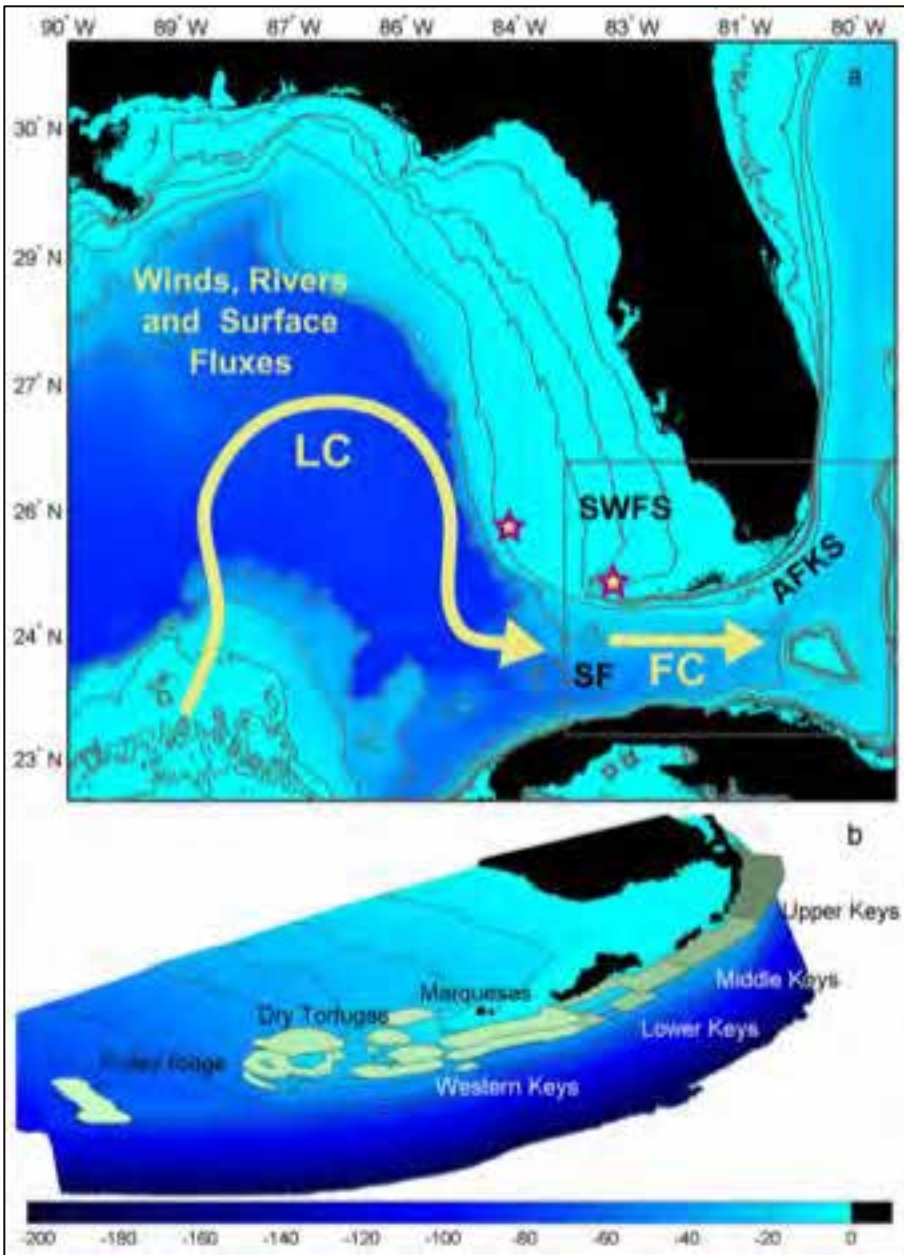 90° W 89° W 86° W 84° W 83° W 81° W 80° W
a
30° N
29° N
Winds, Rivers
and Surface
Fluxes
27° N
LC
26° N
SWFS
AFKS
24° N
SF
FC
23° N
b
Upper Keys
Middle Keys
Marquesas
Dry Tortugas
Lower Keys
Western Keys
-200 -160 -140 -120 -100 -80 -60 -40 -20 0